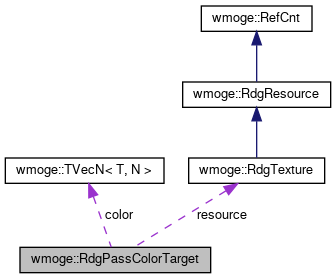 wmoge::RefCnt
wmoge::RdgResource
wmoge::TVecN< T, N >
wmoge::RdgTexture
color
resource
wmoge::RdgPassColorTarget